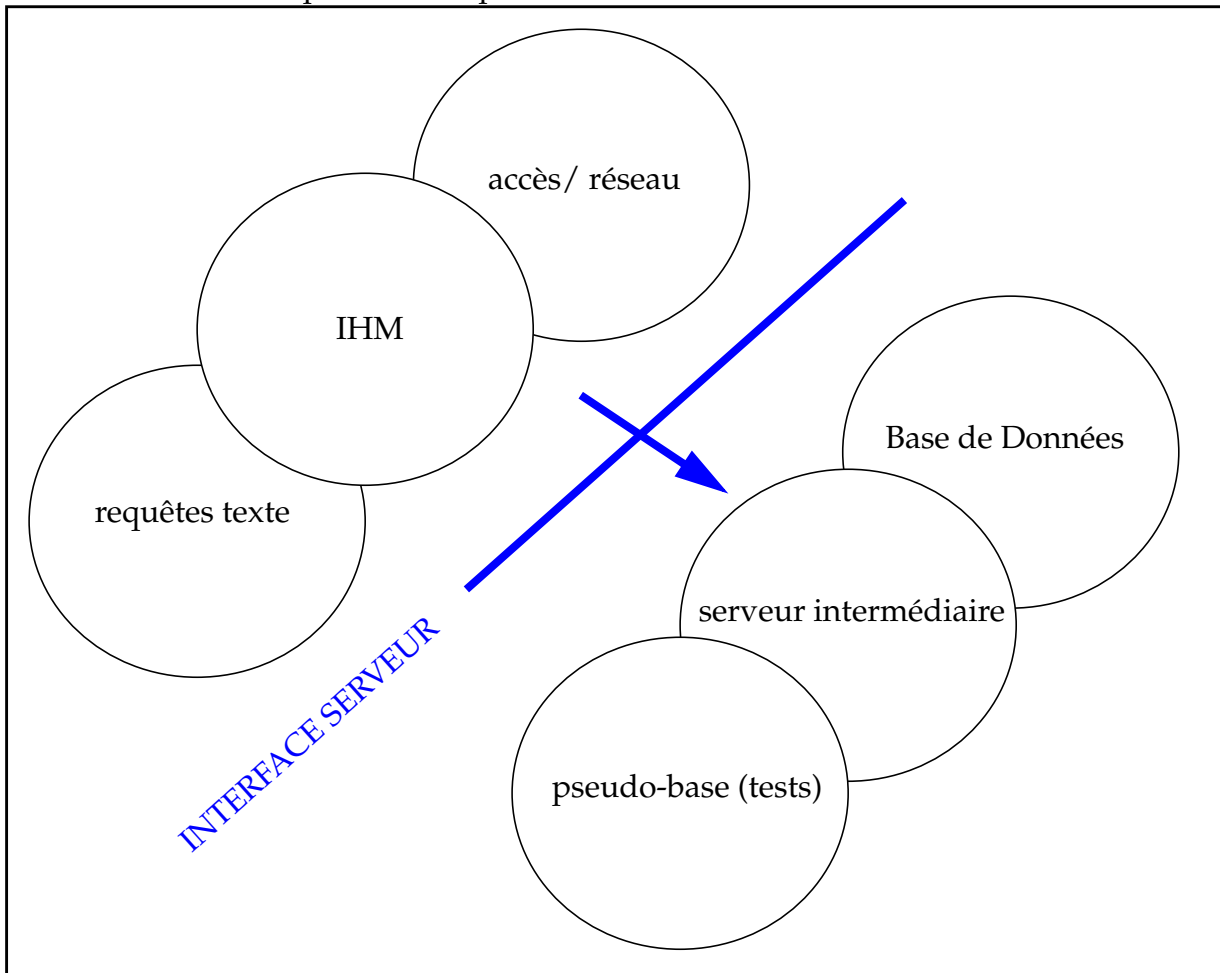 accès/ réseau
IHM
Base de Données
requêtes texte
serveur intermédiaire
INTERFACE SERVEUR
pseudo-base (tests)